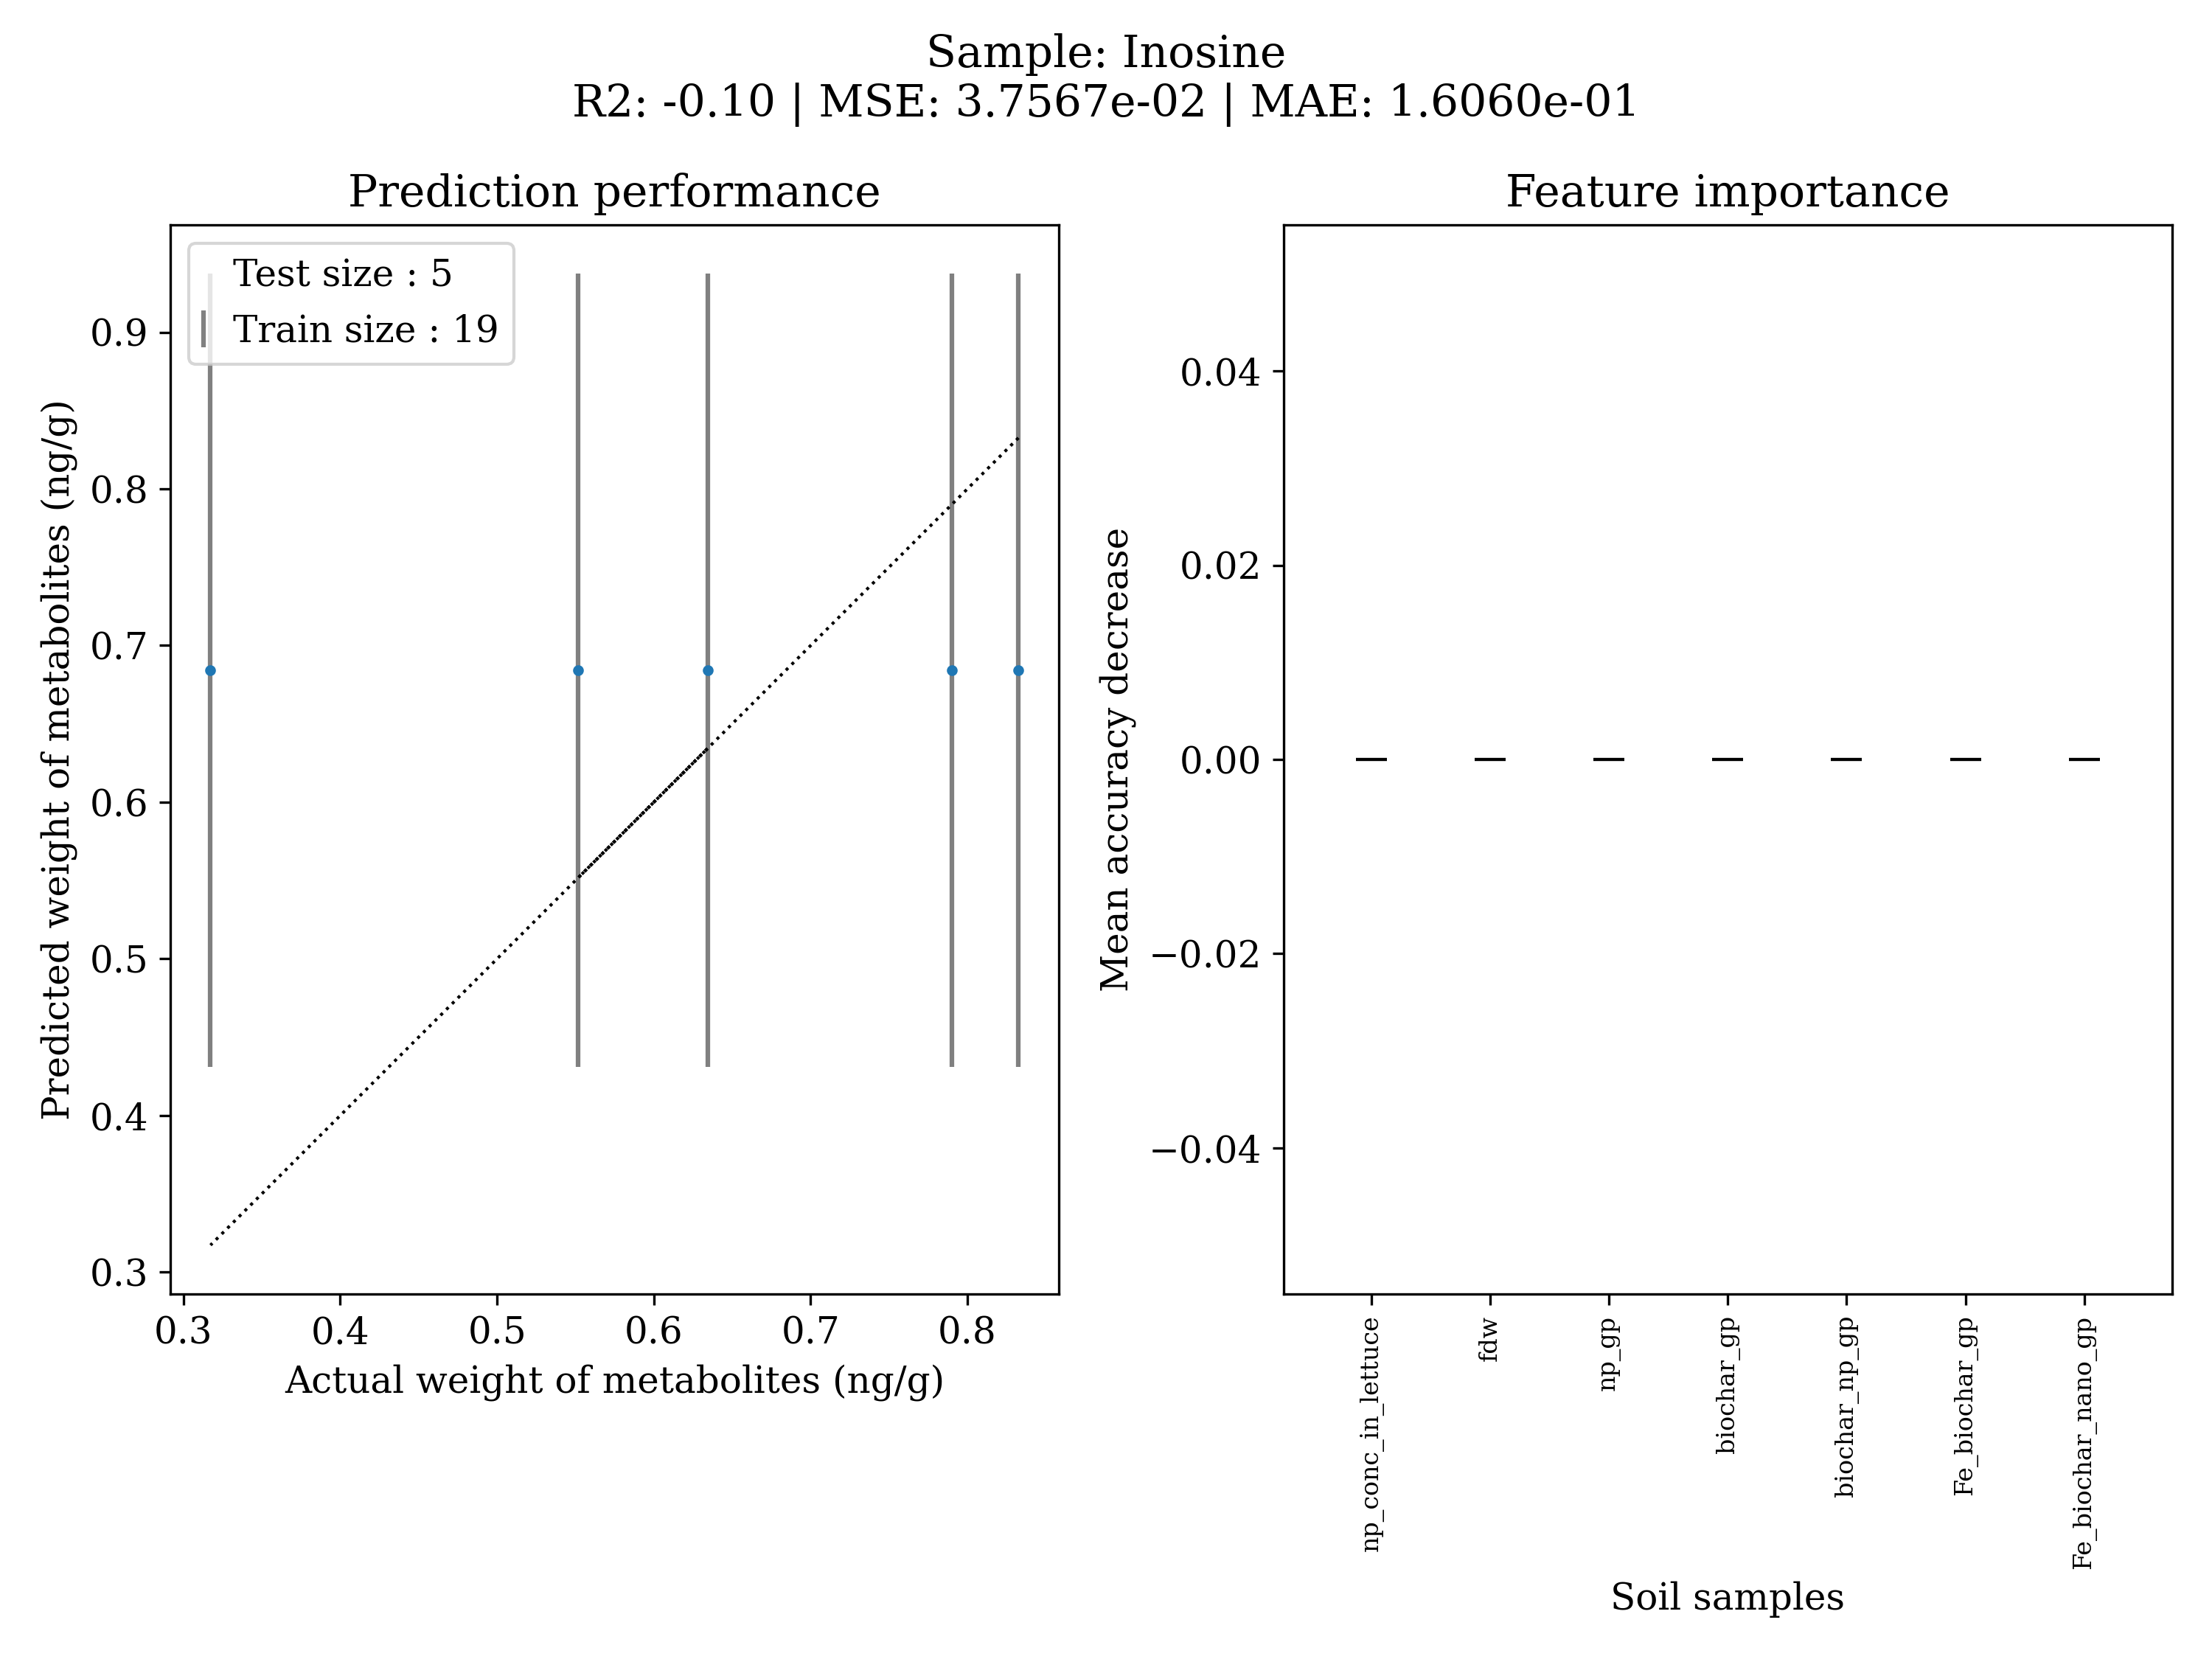 Sample: Inosine
R2: -0.10 | MSE: 3.7567e-02 | MAE: 1.6060e-01
Prediction performance
Test size : 5
Train size : 19
0.9
0.8
0.7
0.6
0.5
0.4
0.3
Predicted weight of metabolites (ng/g)
0.3 0.4 0.5 0.6 0.7 0.8
Actual weight of metabolites (ng/g)
Feature importance
0.04
0.02
0.00
−0.02
−0.04
Mean accuracy decrease
np_conc_in_lettuce
fdw
np_gp
biochar_gp
biochar_np_gp
Fe_biochar_gp
Fe_biochar_nano_gp
Soil samples